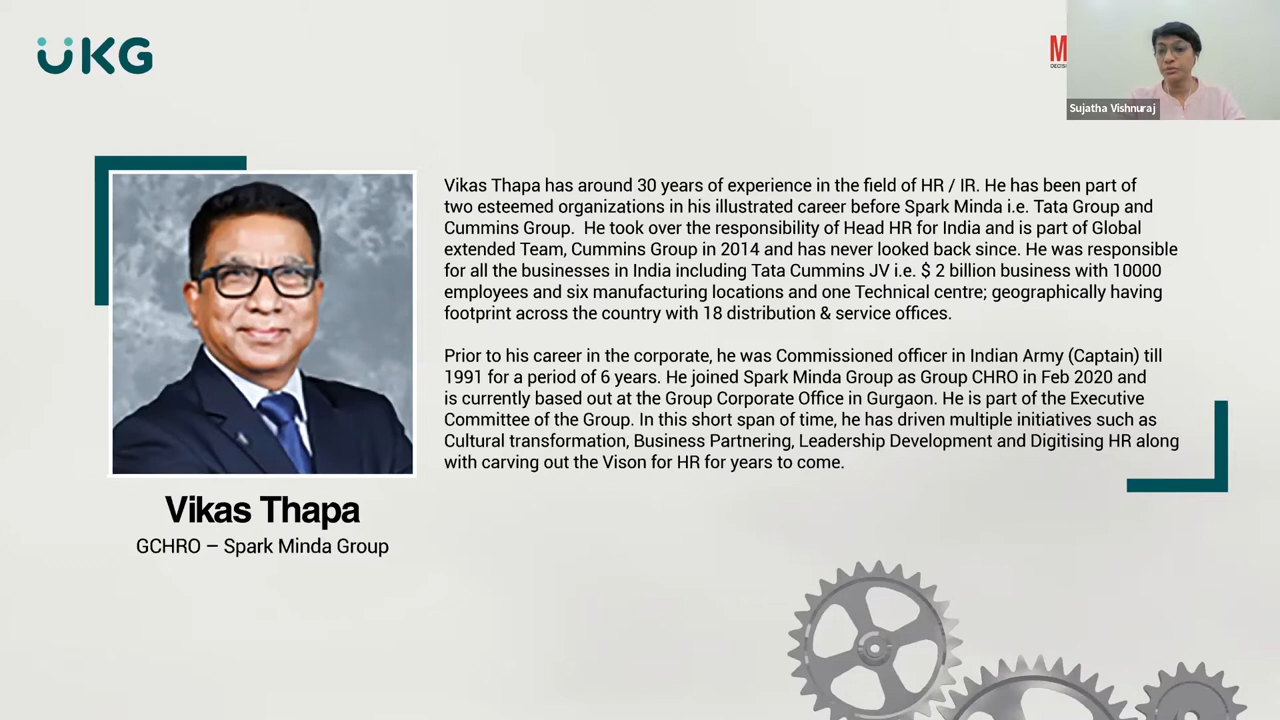 UKG
M
Sujatha Vishnuraj
Vikas Thapa has around 30 years of experience in the field of HR / IR. He has been part of
two esteemed organizations in his illustrated career before Spark Minda i.e. Tata Group and
Cummins Group. He took over the responsibility of Head HR for India and is part of Global
extended Team, Cummins Group in 2014 and has never looked back since. He was responsible
for all the businesses in India including Tata Cummins JV i.e. $ 2 billion business with 10000
employees and six manufacturing locations and one Technical centre; geographically having
footprint across the country with 18 distribution & service offices.
Prior to his career in the corporate, he was Commissioned officer in Indian Army (Captain) till
1991 for a period of 6 years. He joined Spark Minda Group as Group CHRO in Feb 2020 and
is currently based out at the Group Corporate Office in Gurgaon. He is part of the Executive
Committee of the Group. In this short span of time, he has driven multiple initiatives such as
Cultural transformation, Business Partnering, Leadership Development and Digitising HR along
with carving out the Vison for HR for years to come.
Vikas Thapa
GCHRO – Spark Minda Group